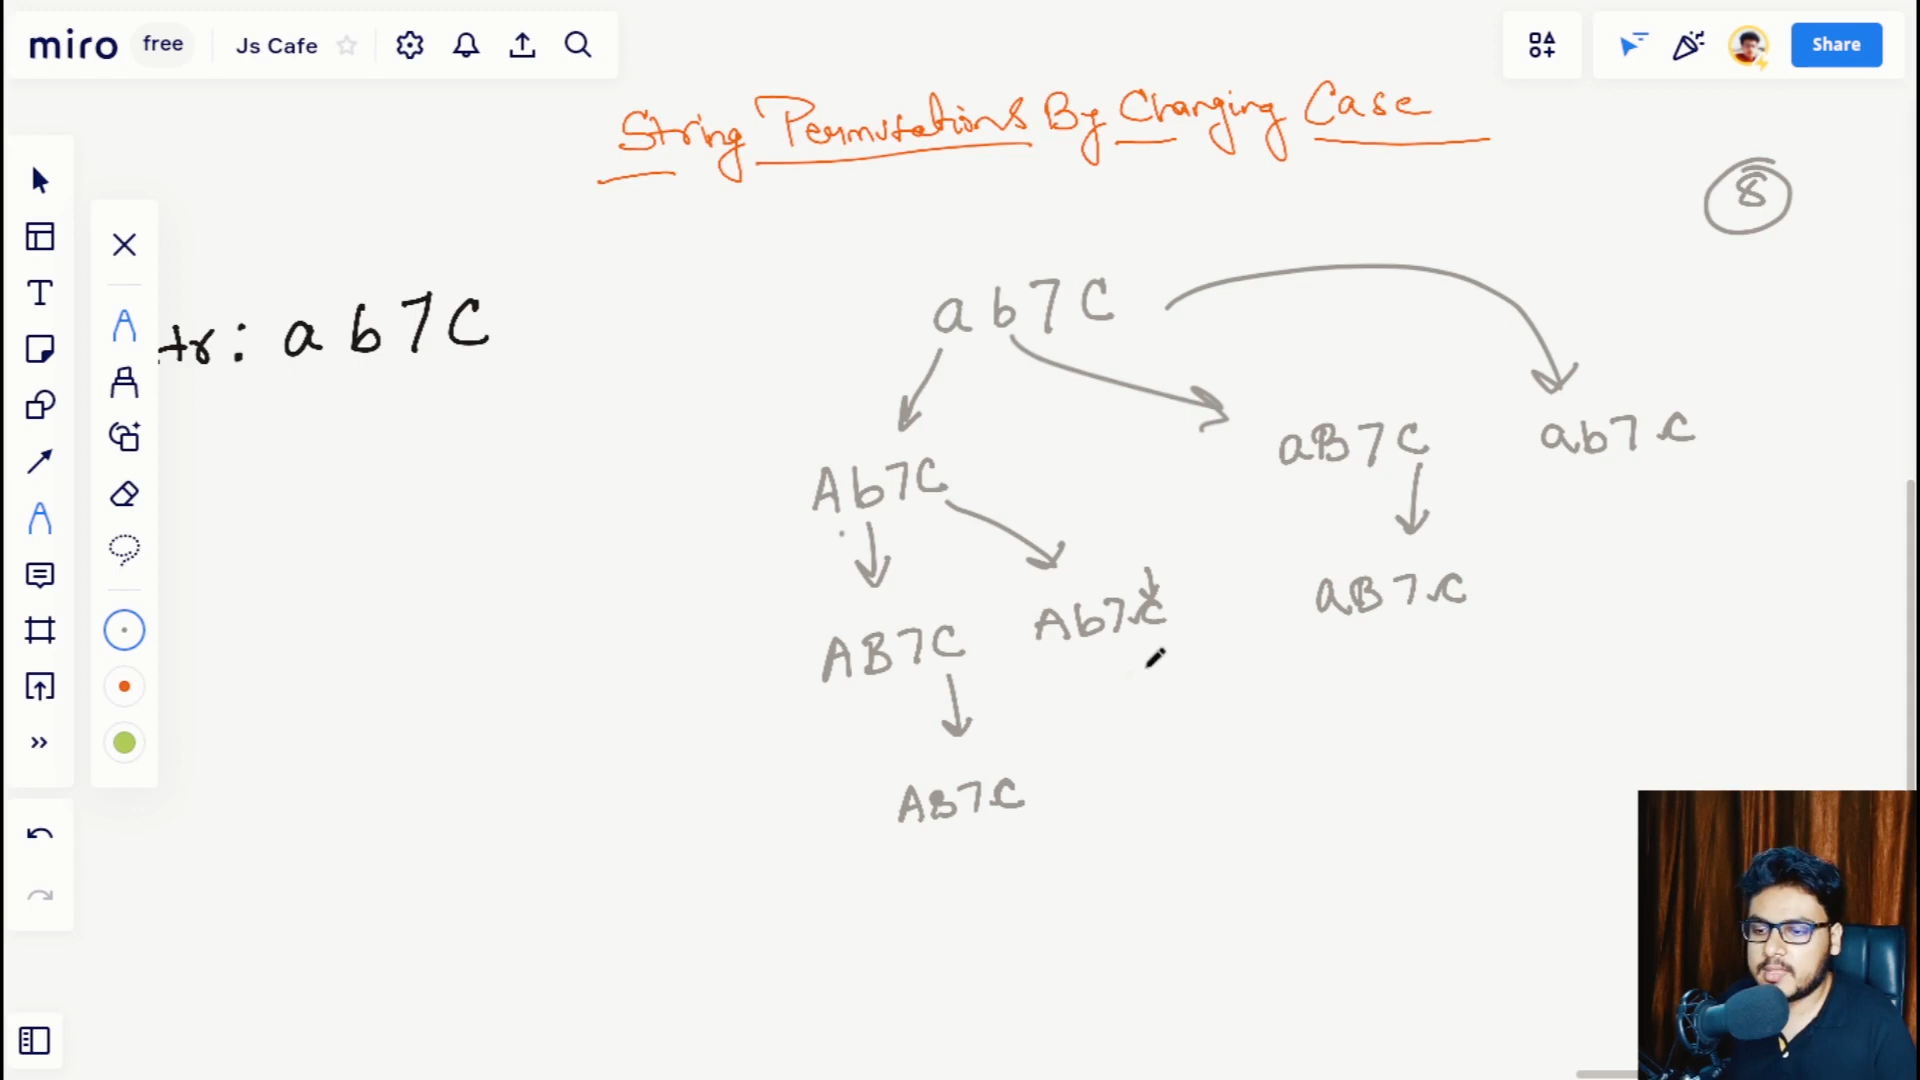 miro free Js Cafe Share
String Permutations By Changing Case
8
tr: ab7C
ab7C
aB7C ab7c
Ab7C
aB7c
Ab7c
AB7C
AB7c